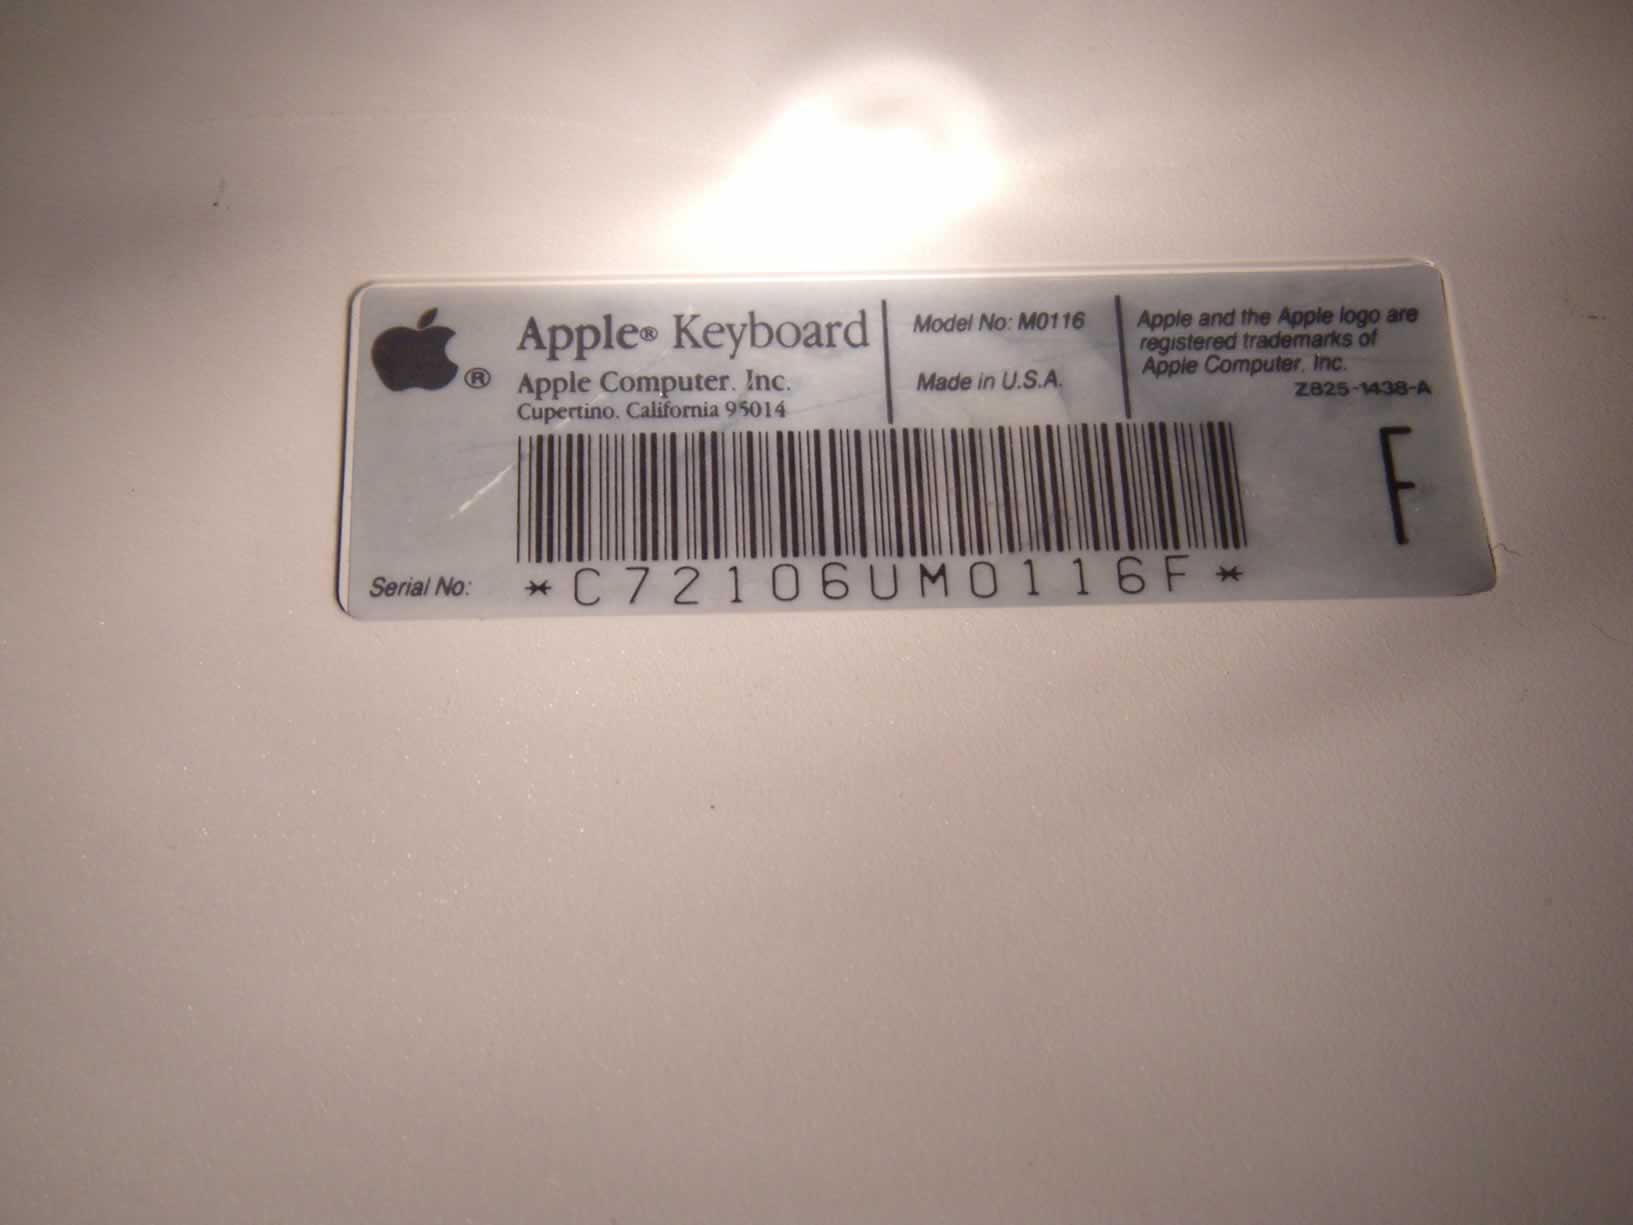 Apple® Keyboard
Apple Computer, Inc.
Cupertino, California 95014
Model No: M0116
Made in U.S.A.
Apple and the Apple logo are
registered trademarks of
Apple Computer, Inc.
Z825-1438-A
®
F
Serial No: *C72106UM0116F*